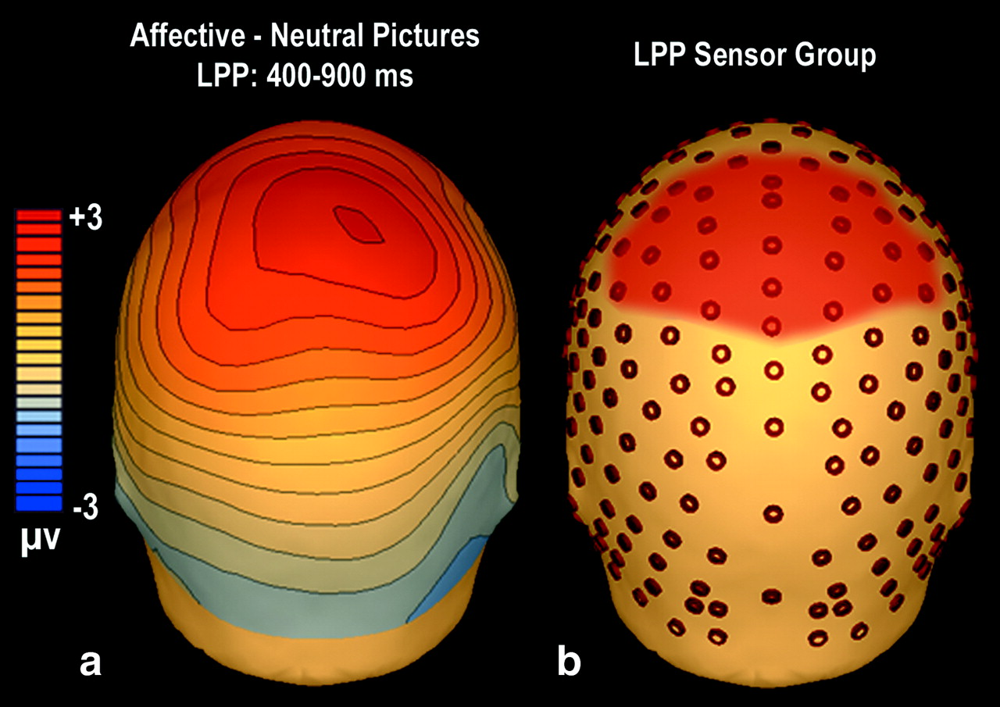 Affective - Neutral Pictures
LPP: 400-900 ms
LPP Sensor Group
+3
-3
μv
a
b